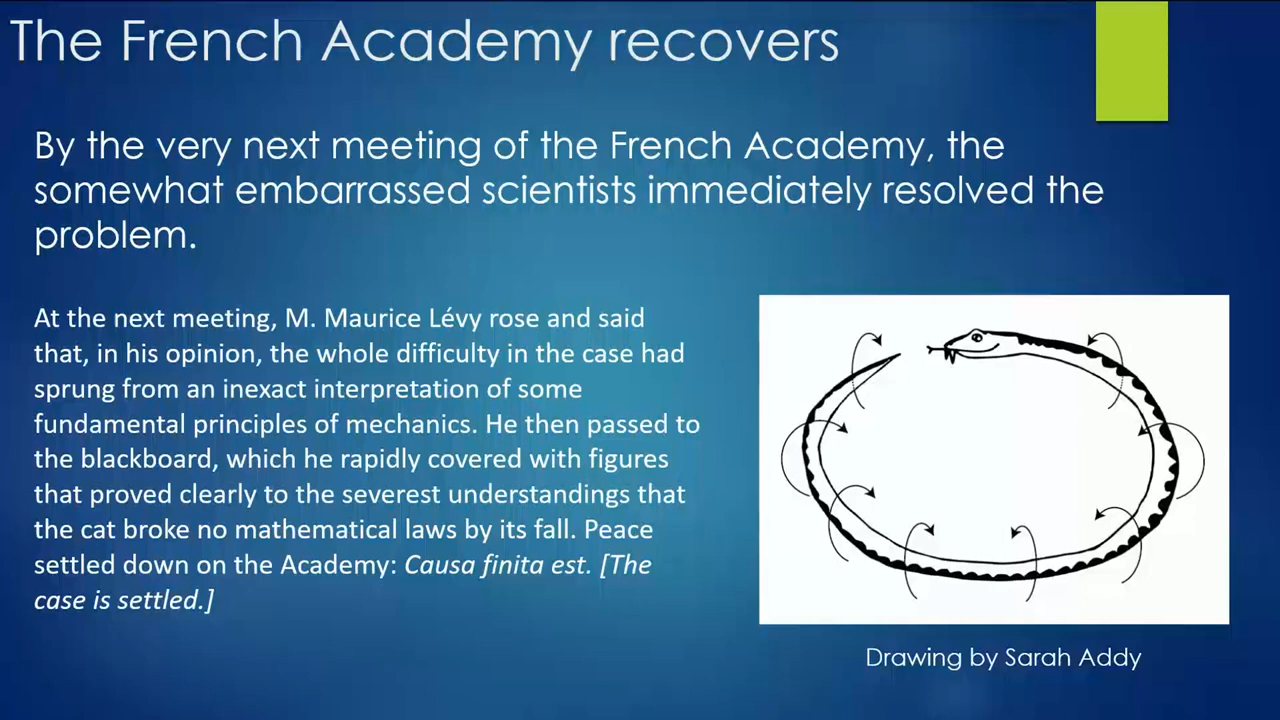 The French Academy recovers
By the very next meeting of the French Academy, the
somewhat embarrassed scientists immediately resolved the
problem.
At the next meeting, M. Maurice Lévy rose and said
that, in his opinion, the whole difficulty in the case had
sprung from an inexact interpretation of some
fundamental principles of mechanics. He then passed to
the blackboard, which he rapidly covered with figures
that proved clearly to the severest understandings that
the cat broke no mathematical laws by its fall. Peace
settled down on the Academy: Causa finita est. [The
case is settled.]
Drawing by Sarah Addy